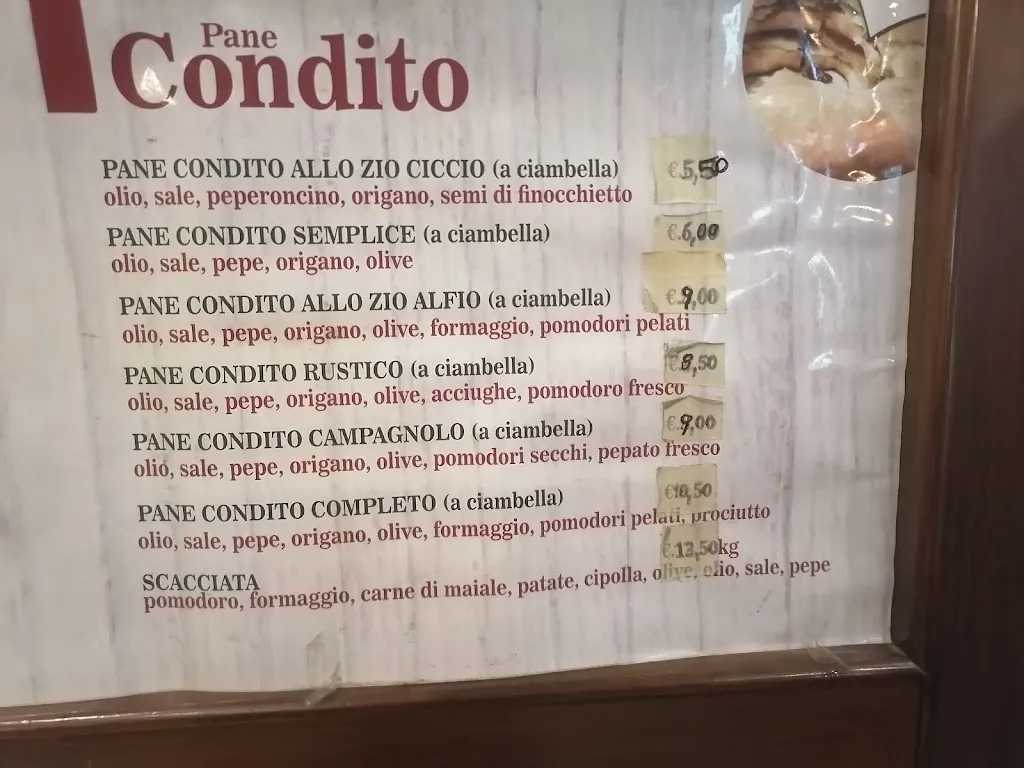 Pane
Condito
PANE CONDITO ALLO ZIO CICCIO (a ciambella) €.5,50
olio, sale, peperoncino, origano, semi di finocchietto
PANE CONDITO SEMPLICE (a ciambella) €.6,00
olio, sale, pepe, origano, olive
PANE CONDITO ALLO ZIO ALFIO (a ciambella) €.9,00
olio, sale, pepe, origano, olive, formaggio, pomodori pelati
PANE CONDITO RUSTICO (a ciambella) €.8,50
olio, sale, pepe, origano, olive, acciughe, pomodoro fresco
PANE CONDITO CAMPAGNOLO (a ciambella) €.9,00
olio, sale, pepe, origano, olive, pomodori secchi, pepato fresco
PANE CONDITO COMPLETO (a ciambella) €10,50
olio, sale, pepe, origano, olive, formaggio, pomodori pelati, prociutto
SCACCIATA €.13,50kg
pomodoro, formaggio, carne di maiale, patate, cipolla, olive, olio, sale, pepe